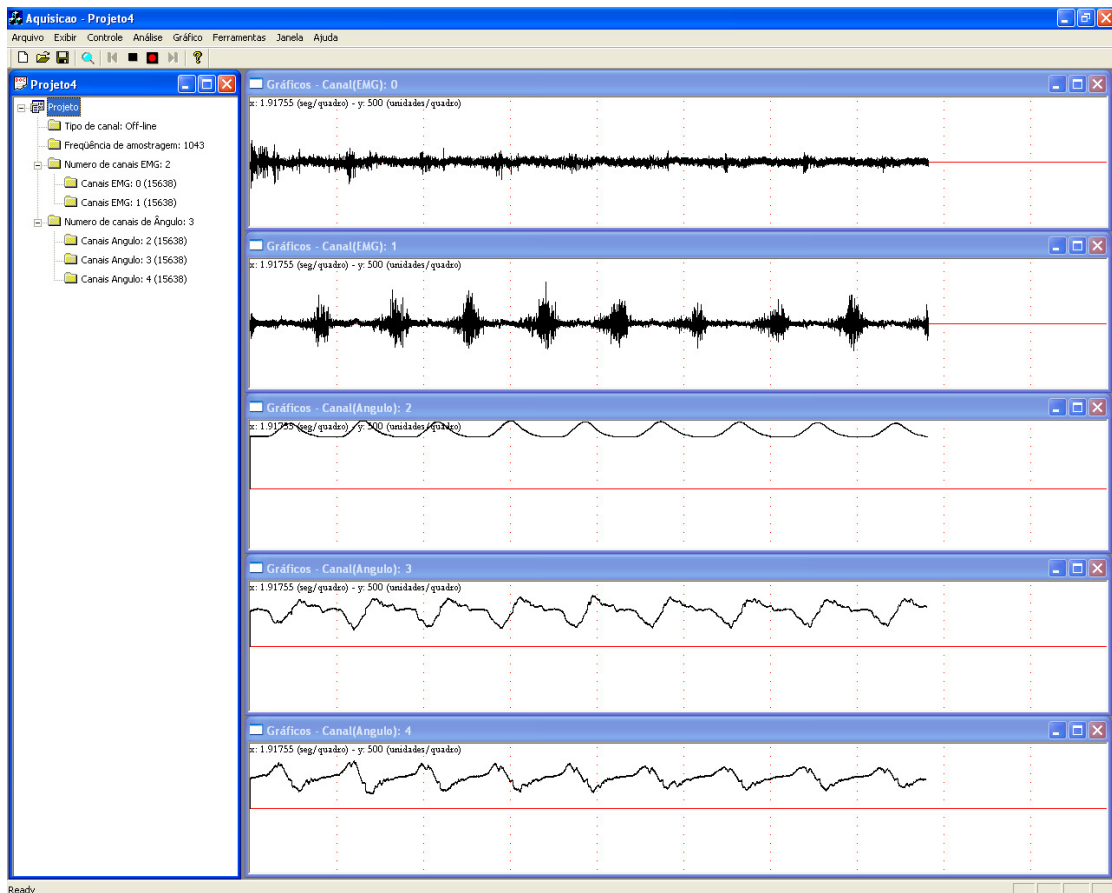 Aquisicao - Projeto4
Arquivo Exibir Controle Análise Gráfico Ferramentas Janela Ajuda
Projeto4
Projeto
Tipo de canal: Off-line
Freqüência de amostragem: 1043
Numero de canais EMG: 2
Canais EMG: 0 (15638)
Canais EMG: 1 (15638)
Numero de canais de Ângulo: 3
Canais Angulo: 2 (15638)
Canais Angulo: 3 (15638)
Canais Angulo: 4 (15638)
Gráficos - Canal(EMG): 0
x: 1.91755 (seg/quadro) - y: 500 (unidades/quadro)
Gráficos - Canal(EMG): 1
x: 1.91755 (seg/quadro) - y: 500 (unidades/quadro)
Gráficos - Canal(Angulo): 2
x: 1.91755 (seg/quadro) - y: 500 (unidades/quadro)
Gráficos - Canal(Angulo): 3
x: 1.91755 (seg/quadro) - y: 500 (unidades/quadro)
Gráficos - Canal(Angulo): 4
x: 1.91755 (seg/quadro) - y: 500 (unidades/quadro)
Ready